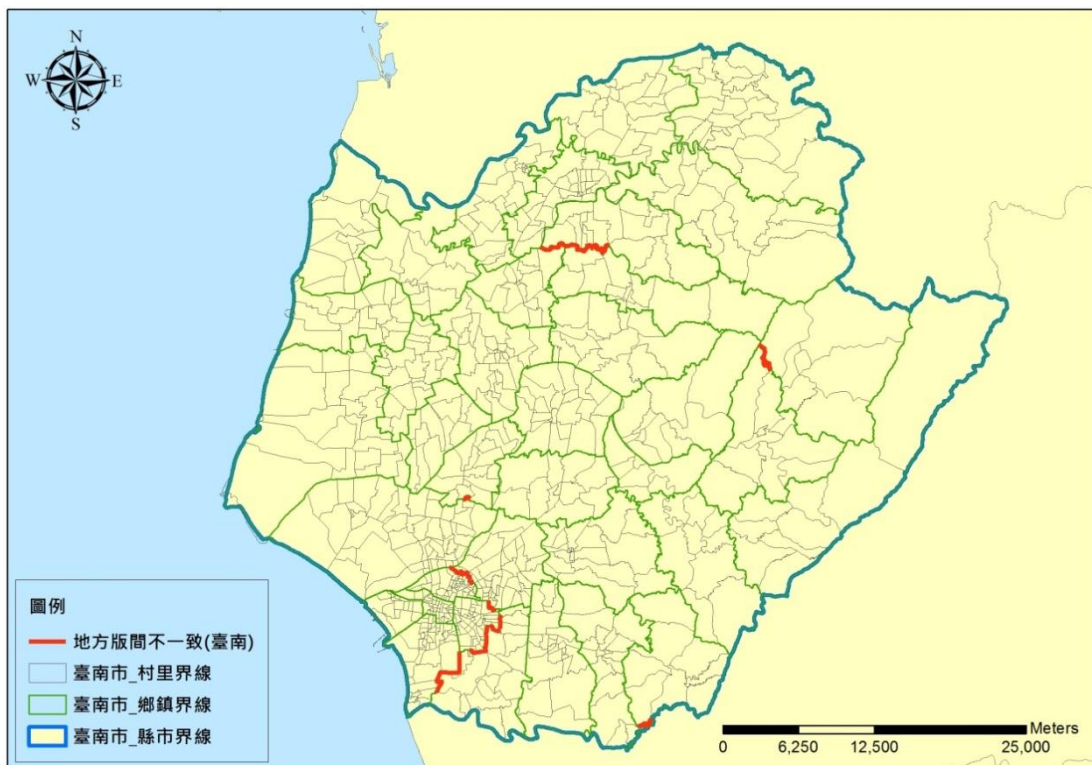 N
W E
S
圖例
地方版間不一致(臺南)
臺南市_村里界線
臺南市_鄉鎮界線
臺南市_縣市界線
Meters
0 6,250 12,500 25,000